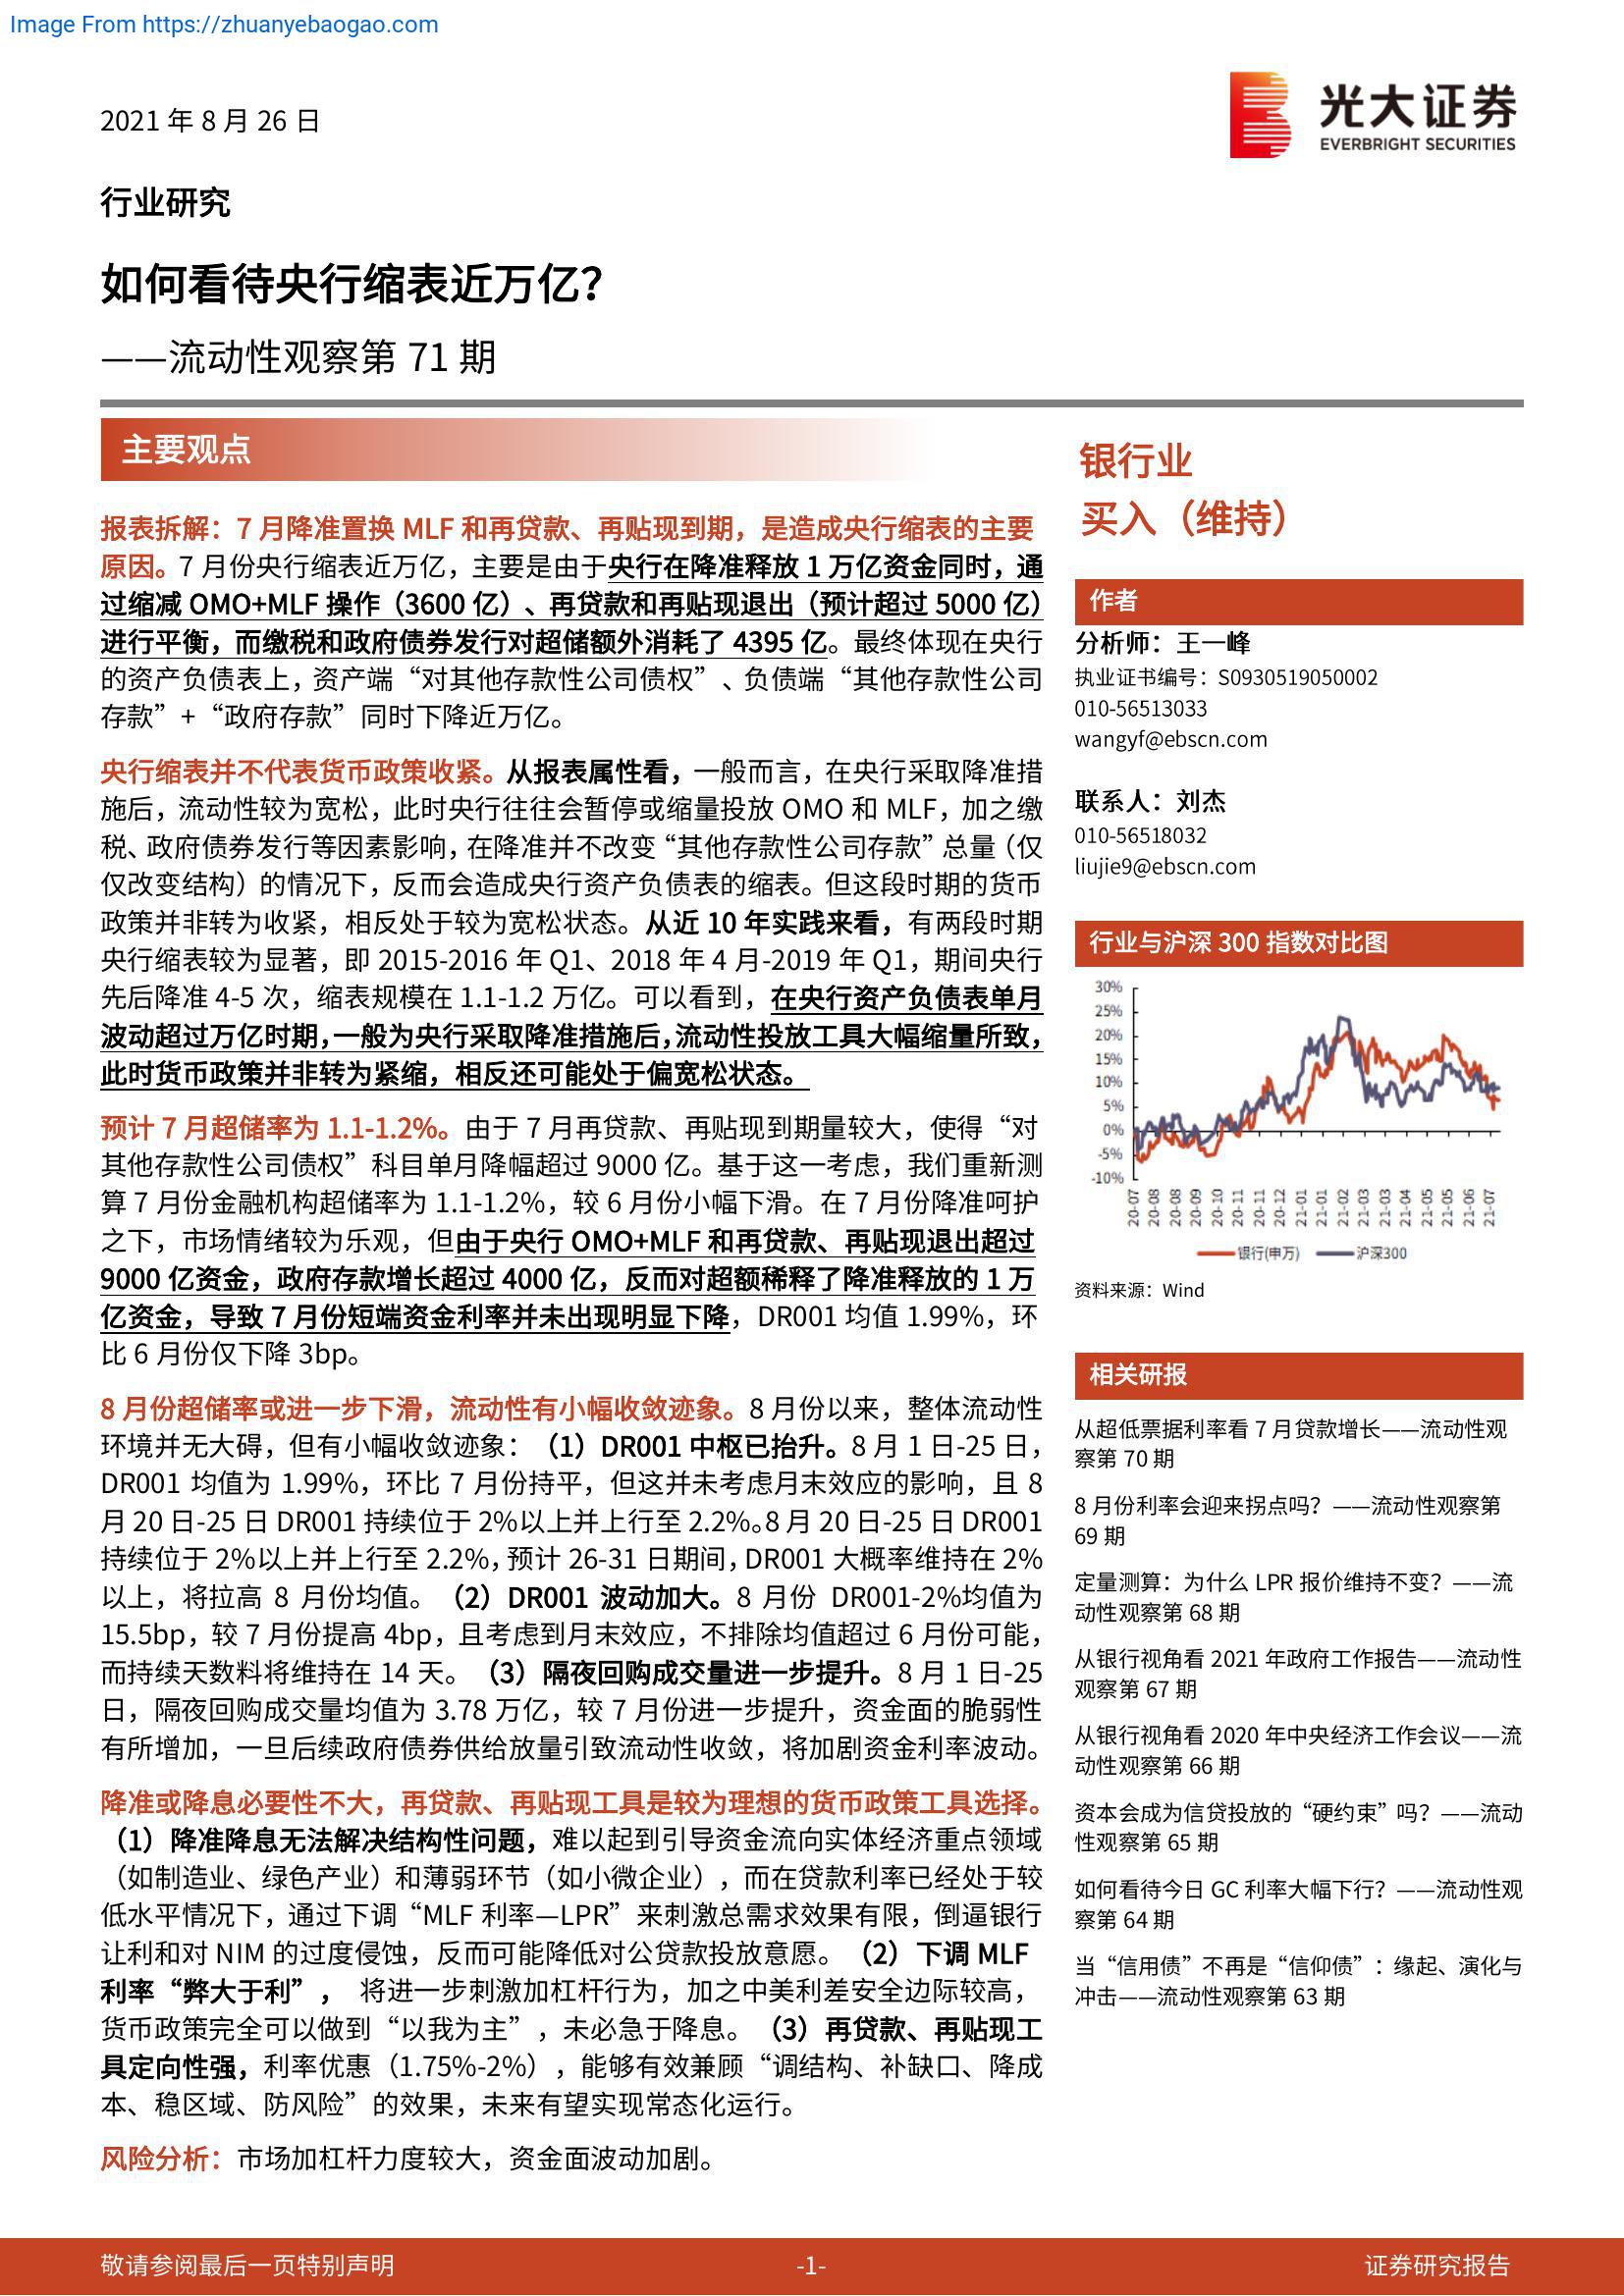 Image From https://zhuanyebaogao.com
2021 年 8 月 26 日
光大证券
EVERBRIGHT SECURITIES
行业研究
如何看待央行缩表近万亿？
——流动性观察第 71 期
主要观点
报表拆解：7 月降准置换 MLF 和再贷款、再贴现到期，是造成央行缩表的主要
原因。7 月份央行缩表近万亿，主要是由于央行在降准释放 1 万亿资金同时，通
过缩减 OMO+MLF 操作（3600 亿）、再贷款和再贴现退出（预计超过 5000 亿）
进行平衡，而缴税和政府债券发行对超储额外消耗了 4395 亿。最终体现在央行
的资产负债表上，资产端“对其他存款性公司债权”、负债端“其他存款性公司
存款”+“政府存款”同时下降近万亿。
央行缩表并不代表货币政策收紧。从报表属性看，一般而言，在央行采取降准措
施后，流动性较为宽松，此时央行往往会暂停或缩量投放 OMO 和 MLF，加之缴
税、政府债券发行等因素影响，在降准并不改变“其他存款性公司存款”总量（仅
仅改变结构）的情况下，反而会造成央行资产负债表的缩表。但这段时期的货币
政策并非转为收紧，相反处于较为宽松状态。从近 10 年实践来看，有两段时期
央行缩表较为显著，即 2015-2016 年 Q1、2018 年 4 月-2019 年 Q1，期间央行
先后降准 4-5 次，缩表规模在 1.1-1.2 万亿。可以看到，在央行资产负债表单月
波动超过万亿时期，一般为央行采取降准措施后，流动性投放工具大幅缩量所致，
此时货币政策并非转为紧缩，相反还可能处于偏宽松状态。
预计 7 月超储率为 1.1-1.2%。由于 7 月再贷款、再贴现到期量较大，使得“对
其他存款性公司债权”科目单月降幅超过 9000 亿。基于这一考虑，我们重新测
算 7 月份金融机构超储率为 1.1-1.2%，较 6 月份小幅下滑。在 7 月份降准呵护
之下，市场情绪较为乐观，但由于央行 OMO+MLF 和再贷款、再贴现退出超过
9000 亿资金，政府存款增长超过 4000 亿，反而对超额稀释了降准释放的 1 万
亿资金，导致 7 月份短端资金利率并未出现明显下降，DR001 均值 1.99%，环
比 6 月份仅下降 3bp。
8 月份超储率或进一步下滑，流动性有小幅收敛迹象。8 月份以来，整体流动性
环境并无大碍，但有小幅收敛迹象：（1）DR001 中枢已抬升。8 月 1 日-25 日，
DR001 均值为 1.99%，环比 7 月份持平，但这并未考虑月末效应的影响，且 8
月 20 日-25 日 DR001 持续位于 2%以上并上行至 2.2%。8 月 20 日-25 日 DR001
持续位于 2%以上并上行至 2.2%，预计 26-31 日期间，DR001 大概率维持在 2%
以上，将拉高 8 月份均值。（2）DR001 波动加大。8 月份 DR001-2%均值为
15.5bp，较 7 月份提高 4bp，且考虑到月末效应，不排除均值超过 6 月份可能，
而持续天数料将维持在 14 天。（3）隔夜回购成交量进一步提升。8 月 1 日-25
日，隔夜回购成交量均值为 3.78 万亿，较 7 月份进一步提升，资金面的脆弱性
有所增加，一旦后续政府债券供给放量引致流动性收敛，将加剧资金利率波动。
降准或降息必要性不大，再贷款、再贴现工具是较为理想的货币政策工具选择。
（1）降准降息无法解决结构性问题，难以起到引导资金流向实体经济重点领域
（如制造业、绿色产业）和薄弱环节（如小微企业），而在贷款利率已经处于较
低水平情况下，通过下调“MLF 利率—LPR”来刺激总需求效果有限，倒逼银行
让利和对 NIM 的过度侵蚀，反而可能降低对公贷款投放意愿。（2）下调 MLF
利率“弊大于利”， 将进一步刺激加杠杆行为，加之中美利差安全边际较高，
货币政策完全可以做到“以我为主”，未必急于降息。（3）再贷款、再贴现工
具定向性强，利率优惠（1.75%-2%），能够有效兼顾“调结构、补缺口、降成
本、稳区域、防风险”的效果，未来有望实现常态化运行。
风险分析：市场加杠杆力度较大，资金面波动加剧。
银行业
买入（维持）
作者
分析师：王一峰
执业证书编号：S0930519050002
010-56513033
wangyf@ebscn.com
联系人：刘杰
010-56518032
liujie9@ebscn.com
行业与沪深 300 指数对比图
30%
25%
20%
15%
10%
5%
0%
-5%
-10%
20-07 20-08 20-08 20-09 20-10 20-11 20-11 20-12 21-01 21-01 21-02 21-03 21-03 21-04 21-05 21-05 21-06 21-07
银行(申万) 沪深300
资料来源：Wind
相关研报
从超低票据利率看 7 月贷款增长——流动性观
察第 70 期
8 月份利率会迎来拐点吗？——流动性观察第
69 期
定量测算：为什么 LPR 报价维持不变？——流
动性观察第 68 期
从银行视角看 2021 年政府工作报告——流动性
观察第 67 期
从银行视角看 2020 年中央经济工作会议——流
动性观察第 66 期
资本会成为信贷投放的“硬约束”吗？——流动
性观察第 65 期
如何看待今日 GC 利率大幅下行？——流动性观
察第 64 期
当“信用债”不再是“信仰债”：缘起、演化与
冲击——流动性观察第 63 期
敬请参阅最后一页特别声明
-1-
证券研究报告